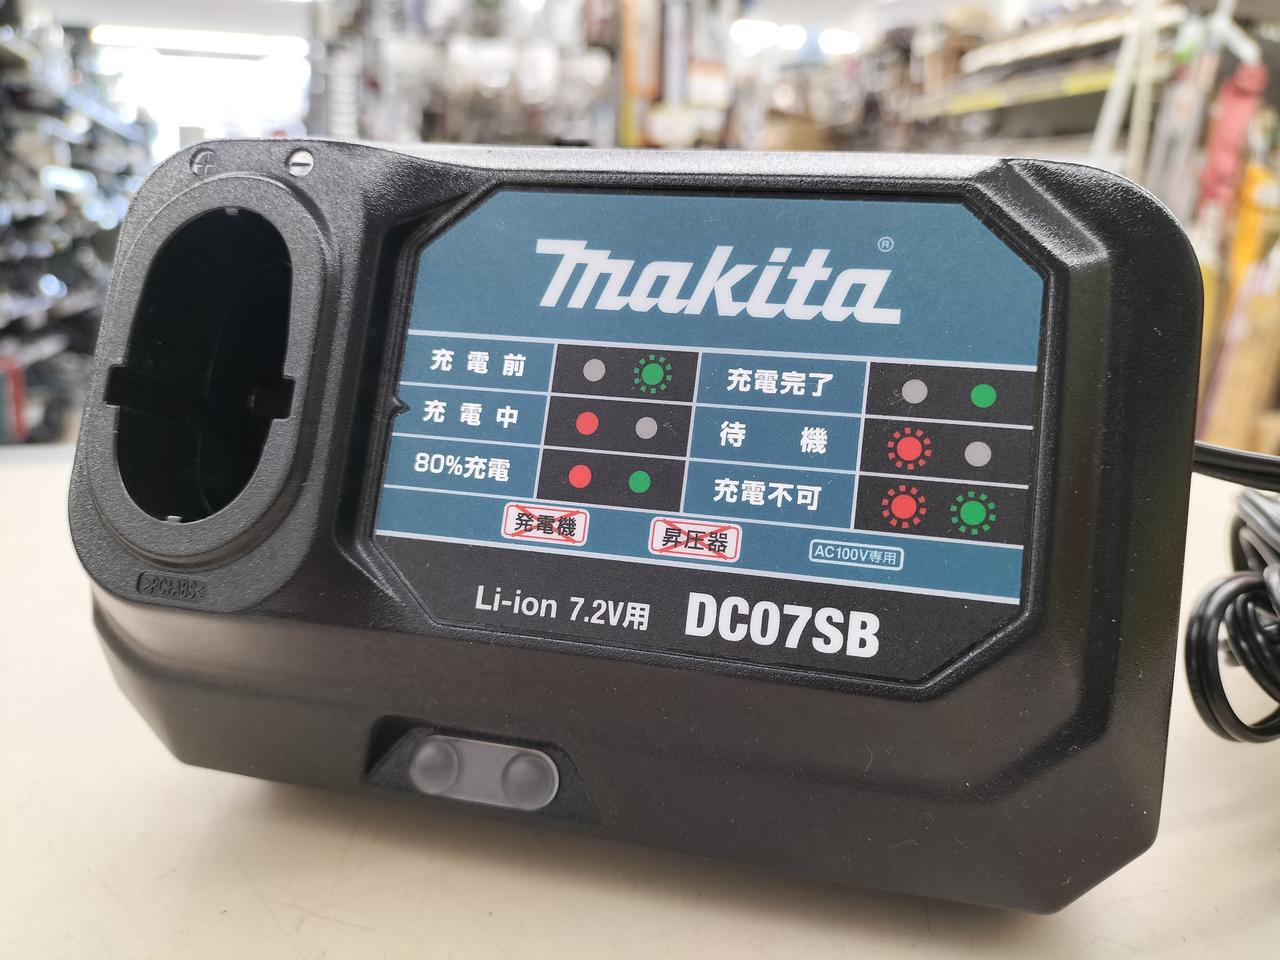 makita®
充電前
充電完了
充電中
待機
80%充電
充電不可
発電機
昇圧器
AC100V専用
Li-ion 7.2V用 DC07SB
>PC+ABS<